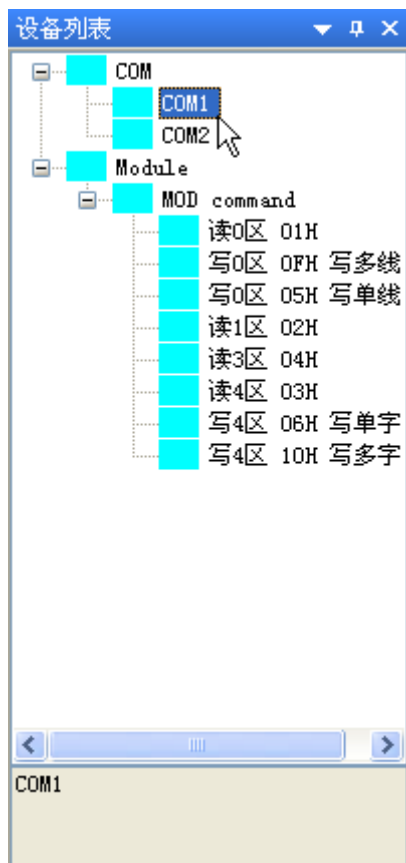 设备列表
COM
COM1
COM2
Module
MOD command
读0区 01H
写0区 0FH 写多线
写0区 05H 写单线
读1区 02H
读3区 04H
读4区 03H
写4区 06H 写单字
写4区 10H 写多字
COM1